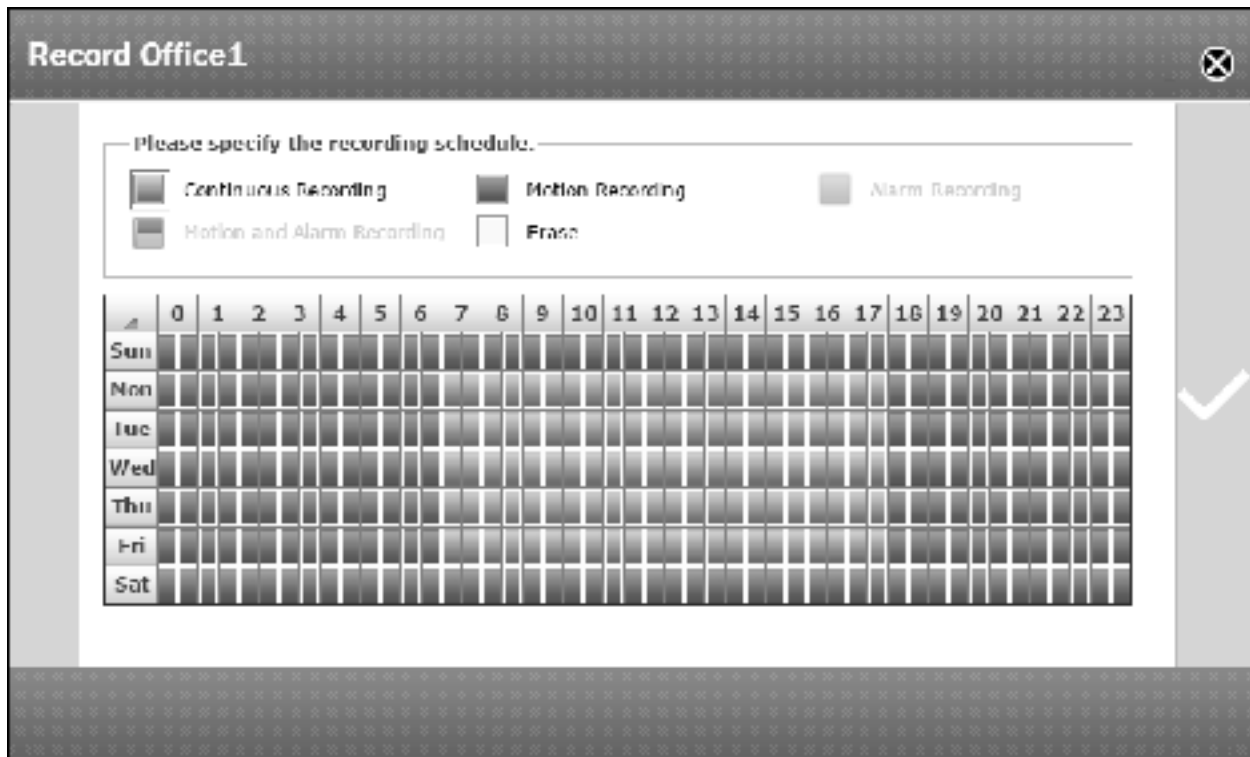 Record Office1
Please specify the recording schedule.
Continuous Recording Motion Recording Alarm Recording
Motion and Alarm Recording Erase
0 1 2 3 4 5 6 7 8 9 10 11 12 13 14 15 16 17 18 19 20 21 22 23
Sun
Mon
Tue
Wed
Thu
Fri
Sat